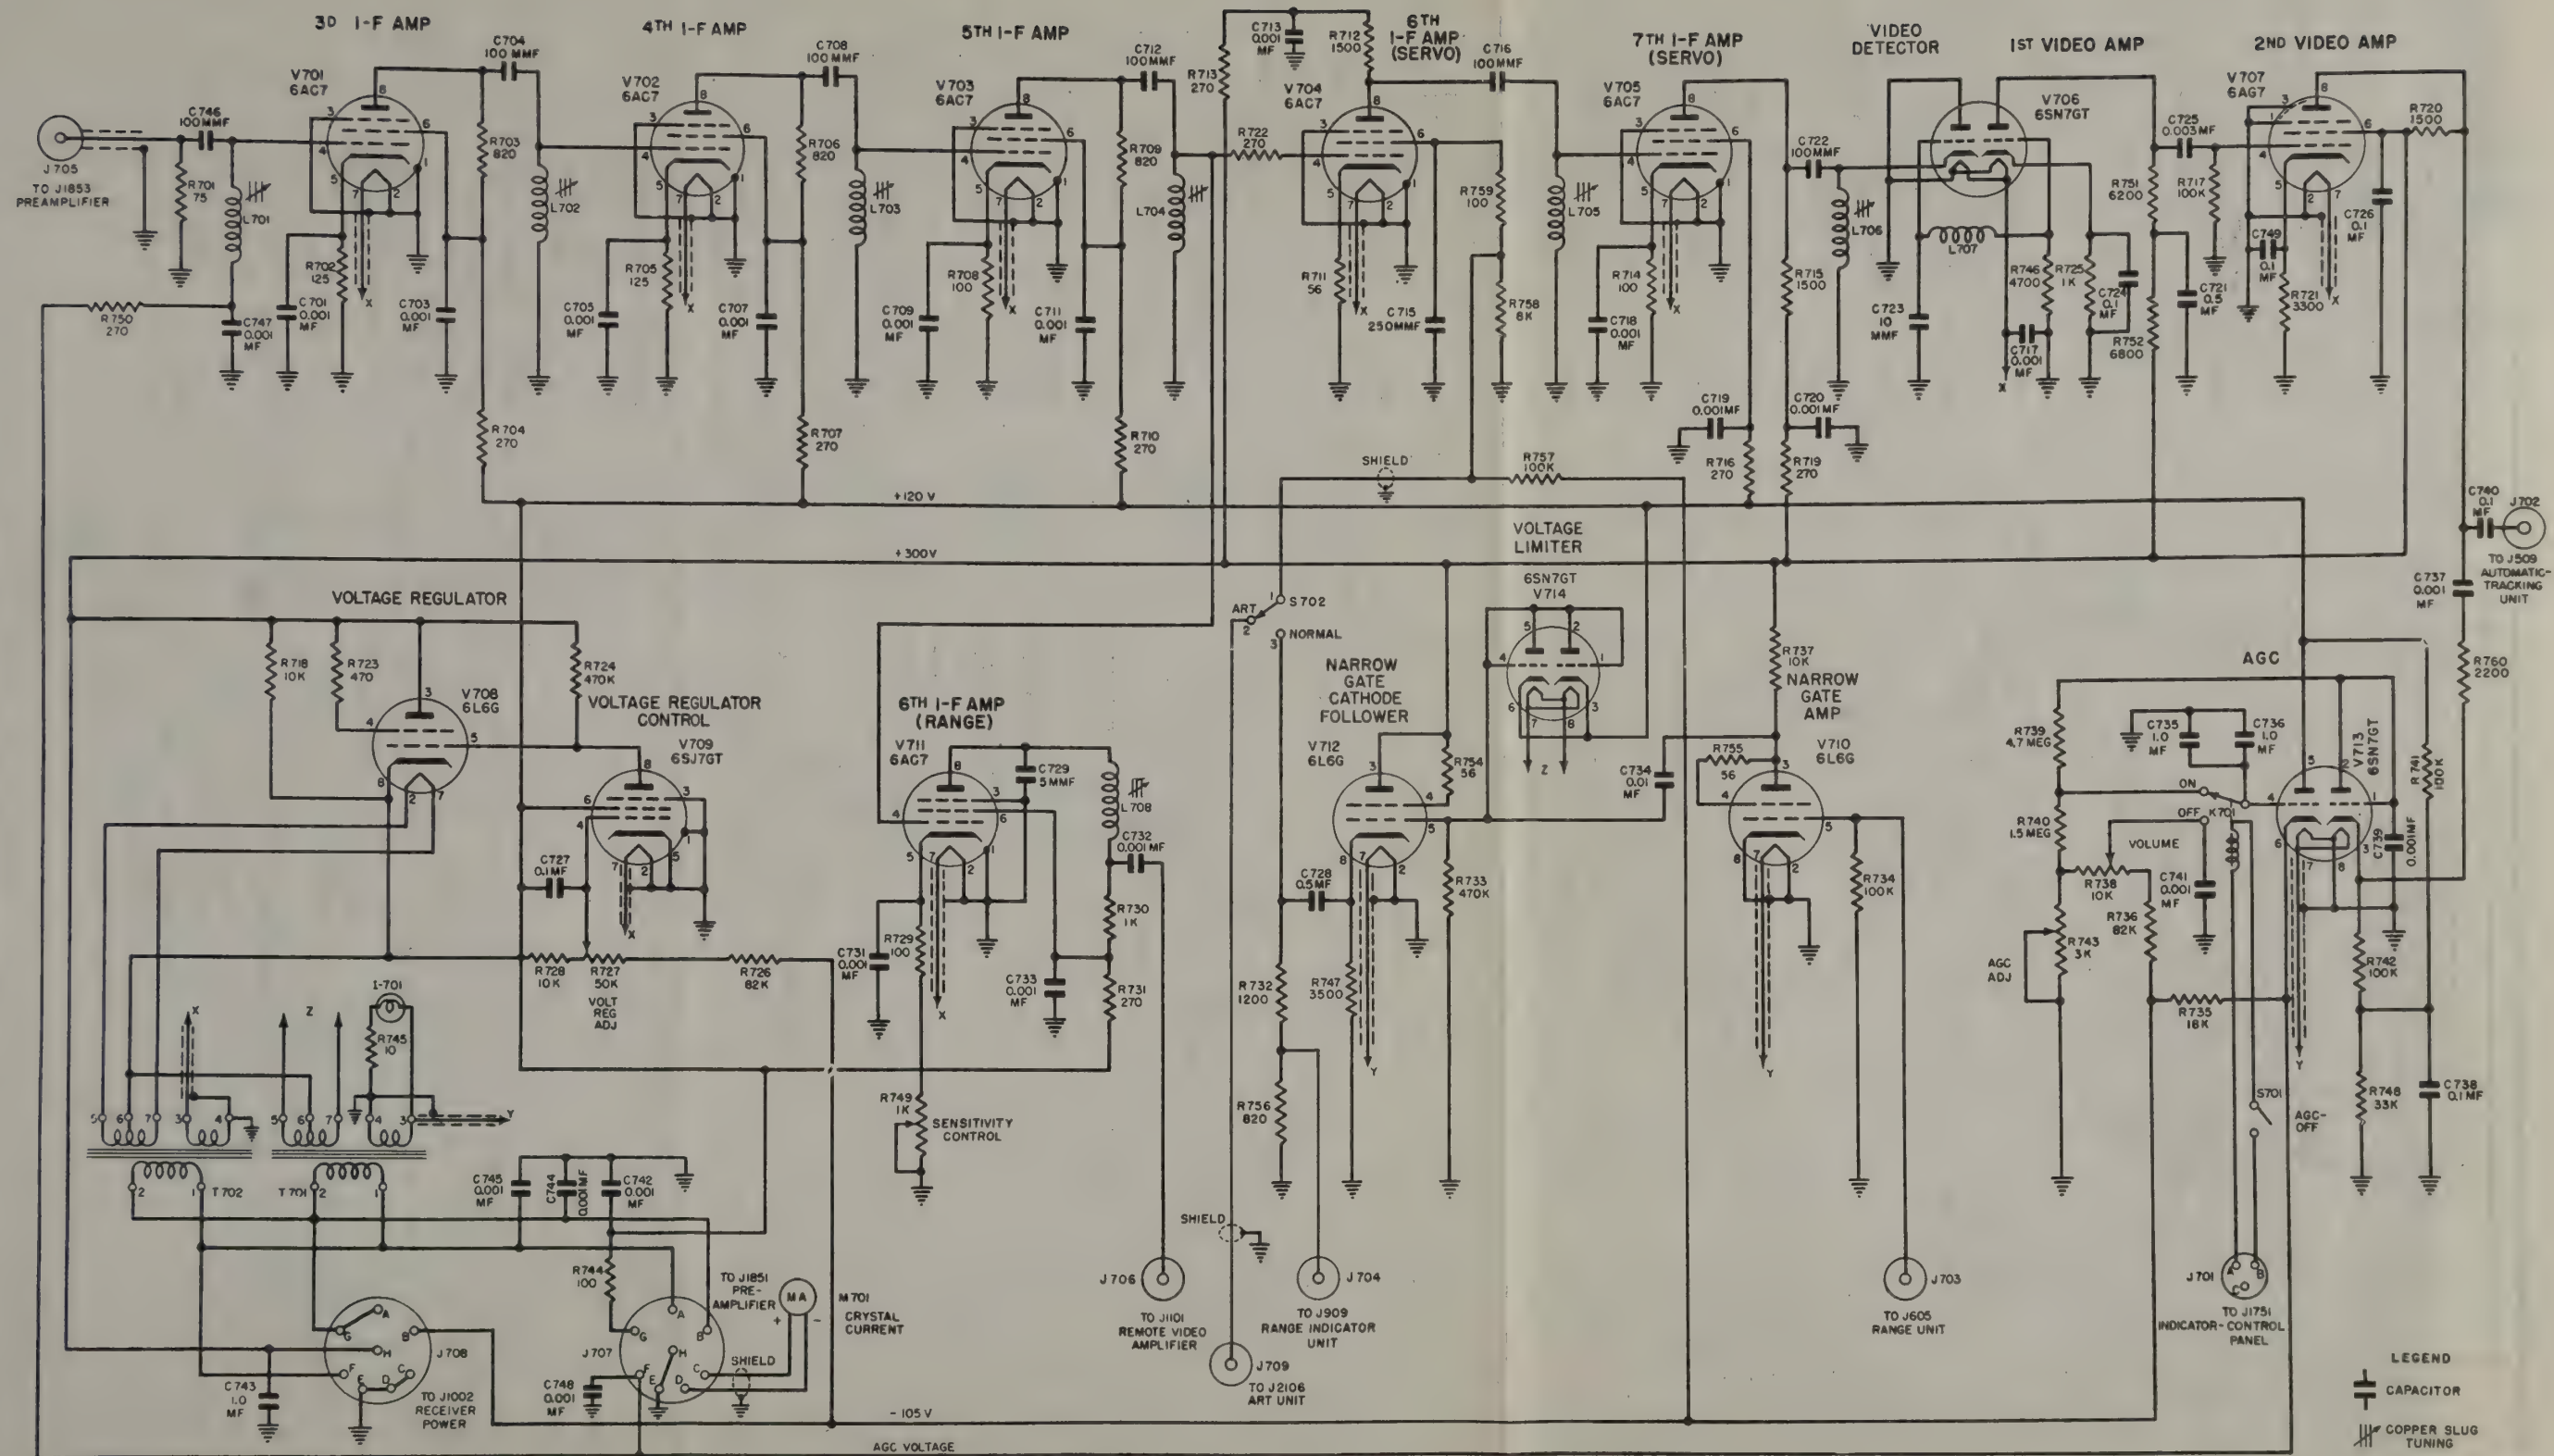 3D I-F AMP
4TH I-F AMP
5TH I-F AMP
6TH
I-F AMP
(SERVO)
7TH I-F AMP
(SERVO)
VIDEO
DETECTOR
1ST VIDEO AMP
2ND VIDEO AMP
V701
6AC7
C704
100 MMF
V702
6AC7
C708
100MMF
V703
6AC7
C712
100MMF
R713
270
C713
0.001
MF
R712
1500
V704
6AC7
C716
100MMF
V705
6AC7
V706
6SN7GT
V707
6AG7
R720
1500
J705
TO J1853
PREAMPLIFIER
C746
100MMF
R701
75
L701
R703
820
L702
R706
820
L703
R709
820
L704
R722
270
R759
100
L705
C722
100MMF
L706
L707
C725
0.003MF
R751
6200
R717
100K
C726
0.1
MF
R750
270
C747
0.001
MF
C701
0.001
MF
R702
125
X
C703
0.001
MF
C705
0.001
MF
R705
125
X
C707
0.001
MF
C709
0.001
MF
R708
100
X
C711
0.001
MF
R711
56
X
C715
250MMF
R758
8K
C718
0.001
MF
R714
100
X
R715
1500
C723
10
MMF
X
C717
0.001
MF
R746
4700
R725
1K
C724
0.1
MF
R752
6800
C721
0.5
MF
C749
0.1
MF
R721
3300
X
R704
270
R707
270
R710
270
SHIELD
R757
100K
C719
0.001MF
R716
270
C720
0.001MF
R719
270
+120 V
+300V
C740
0.1
MF
J702
TO J509
AUTOMATIC-
TRACKING
UNIT
C737
0.001
MF
R760
2200
VOLTAGE REGULATOR
R718
10K
R723
470
V708
6L6G
R724
470K
VOLTAGE REGULATOR
CONTROL
V709
6SJ7GT
C727
0.1MF
X
R728
10K
R727
50K
VOLT
REG
ADJ
R726
82K
6TH I-F AMP
(RANGE)
V711
6AC7
C729
5MMF
L708
C732
0.001MF
R730
1K
R731
270
C731
0.001
MF
R729
100
X
C733
0.001
MF
R749
1K
SENSITIVITY
CONTROL
ART
S702
NORMAL
VOLTAGE
LIMITER
6SN7GT
V714
Z
NARROW
GATE
CATHODE
FOLLOWER
V712
6L6G
R754
56
C728
0.5MF
R733
470K
R732
1200
R747
3500
R756
820
Y
C734
0.01
MF
R737
10K
NARROW
GATE
AMP
R755
56
V710
6L6G
R734
100K
Y
AGC
R739
4.7 MEG
C735
1.0
MF
C736
1.0
MF
V713
6SN7GT
R741
100K
ON
OFF
K701
R740
1.5 MEG
VOLUME
R738
10K
C741
0.001
MF
R736
82K
C739
0.001MF
AGC
ADJ
R743
3K
R735
18K
R742
100K
Y
R748
33K
C738
0.1MF
S701
AGC-
OFF
I-701
R745
10
X
Z
Y
T702
T701
C745
0.001
MF
C744
0.001MF
C742
0.001
MF
R744
100
J708
TO J1002
RECEIVER
POWER
C743
1.0
MF
J707
TO J1851
PRE-
AMPLIFIER
C748
0.001
MF
SHIELD
MA
M701
CRYSTAL
CURRENT
J706
TO J1101
REMOTE VIDEO
AMPLIFIER
SHIELD
J704
TO J909
RANGE INDICATOR
UNIT
J709
TO J2106
ART UNIT
J703
TO J605
RANGE UNIT
J701
TO J1751
INDICATOR-CONTROL
PANEL
-105 V
AGC VOLTAGE
LEGEND
CAPACITOR
COPPER SLUG
TUNING